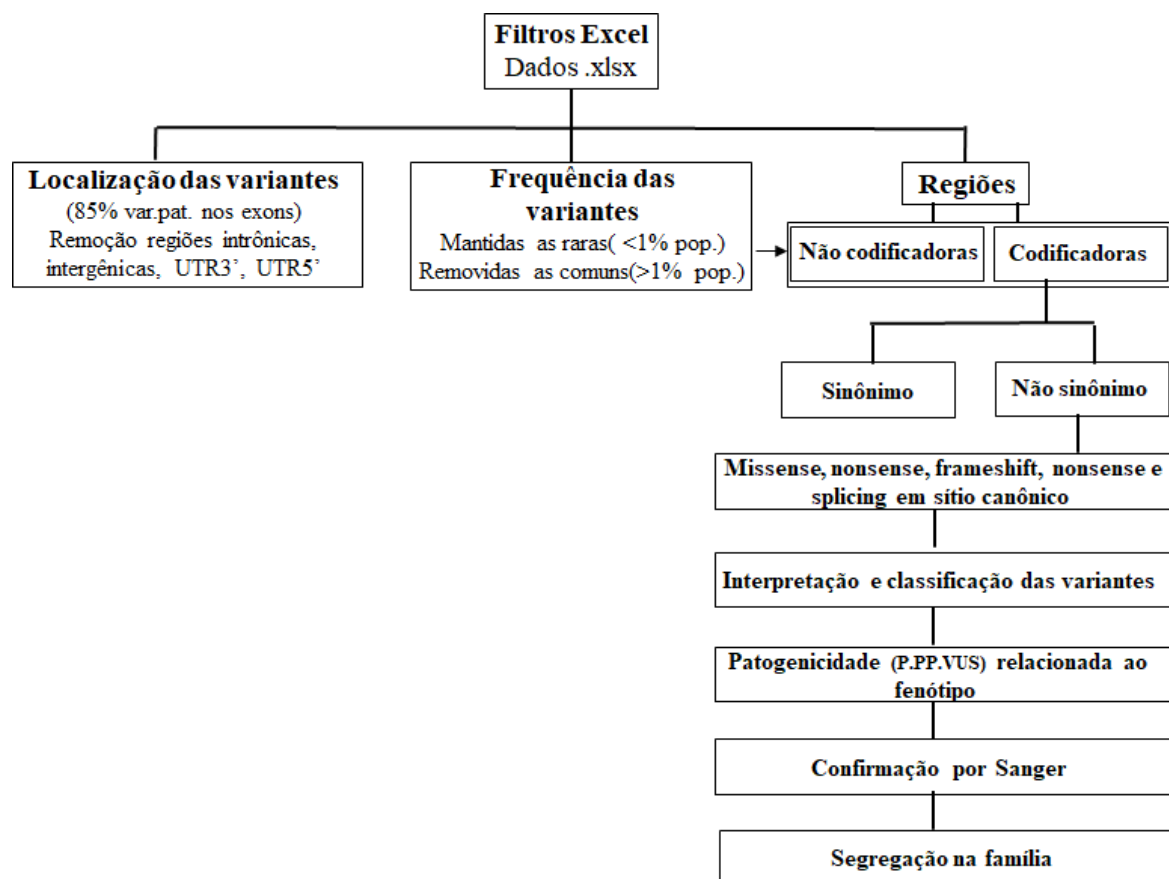 Filtros Excel
Dados .xlsx
Localização das variantes
(85% var.pat. nos exons)
Remoção regiões intrônicas,
intergênicas, UTR3’, UTR5’
Frequência das
variantes
Mantidas as raras( <1% pop.)
Removidas as comuns(>1% pop.)
Regiões
Não codificadoras
Codificadoras
Sinônimo
Não sinônimo
Missense, nonsense, frameshift, nonsense e
splicing em sítio canônico
Interpretação e classificação das variantes
Patogenicidade (P.PP.VUS) relacionada ao
fenótipo
Confirmação por Sanger
Segregação na família